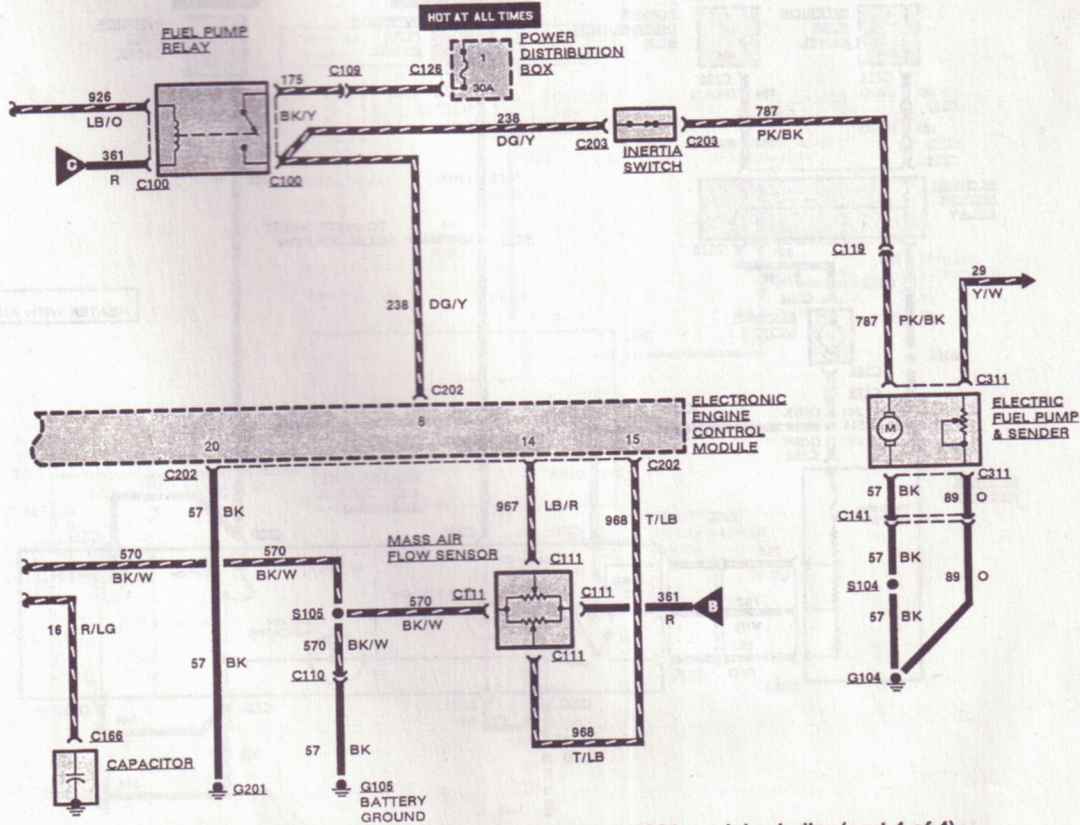 HOT AT ALL TIMES
FUEL PUMP
RELAY
POWER
DISTRIBUTION
BOX
1
30A
175
C109
C126
BK/Y
926
LB/O
361
R
C
C100
C100
238
DG/Y
C203
INERTIA
SWITCH
C203
787
PK/BK
C119
29
Y/W
787
PK/BK
238
DG/Y
C202
C311
8
20
14
15
ELECTRONIC
ENGINE
CONTROL
MODULE
M
ELECTRIC
FUEL PUMP
& SENDER
C202
C202
C311
57
BK
967
LB/R
968
T/LB
57
BK
89
O
C141
MASS AIR
FLOW SENSOR
C111
570
BK/W
570
BK/W
57
BK
89
O
S104
S105
570
BK/W
C111
C111
361
R
B
57
BK
16
R/LG
570
BK/W
C111
57
BK
C110
G104
968
T/LB
C166
CAPACITOR
57
BK
G201
G105
BATTERY
GROUND